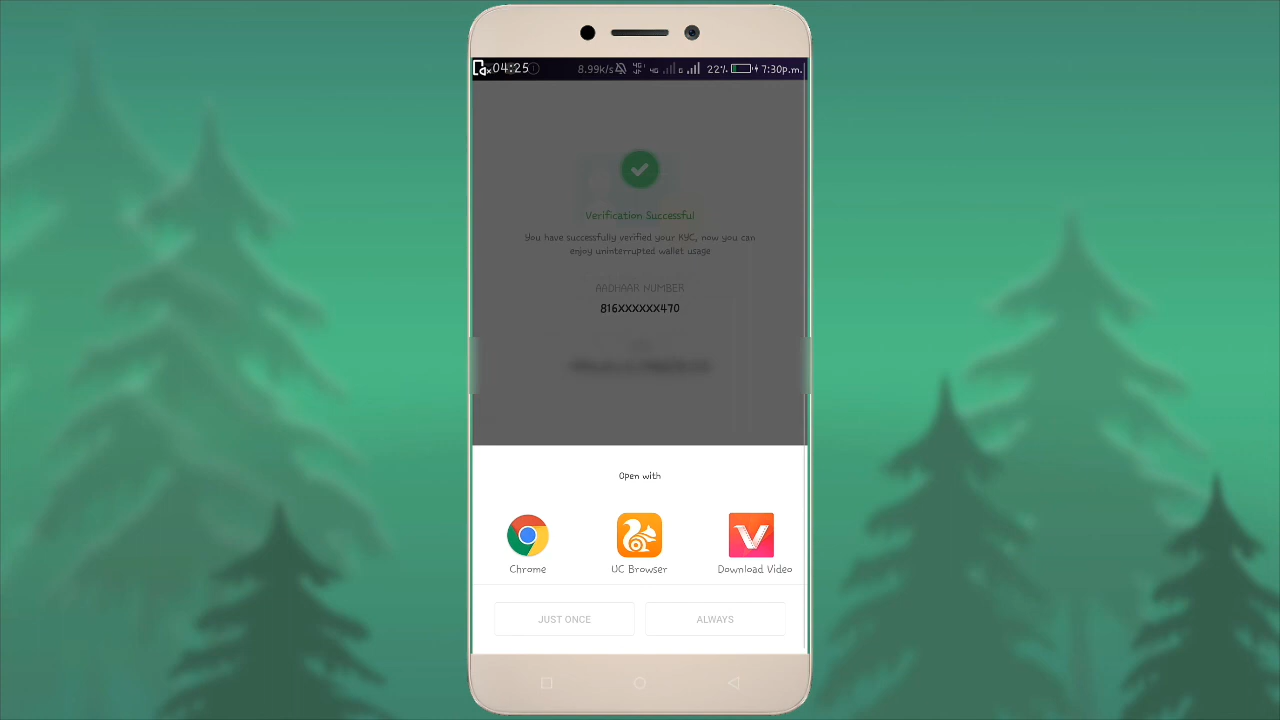 04:25 8.99k/s 4G 22% 7:30p.m.
Verification Successful
You have successfully verified your KYC, now you can
enjoy uninterrupted wallet usage
AADHAAR NUMBER
816XXXXXX470
Open with
Chrome UC Browser Download Video
JUST ONCE ALWAYS